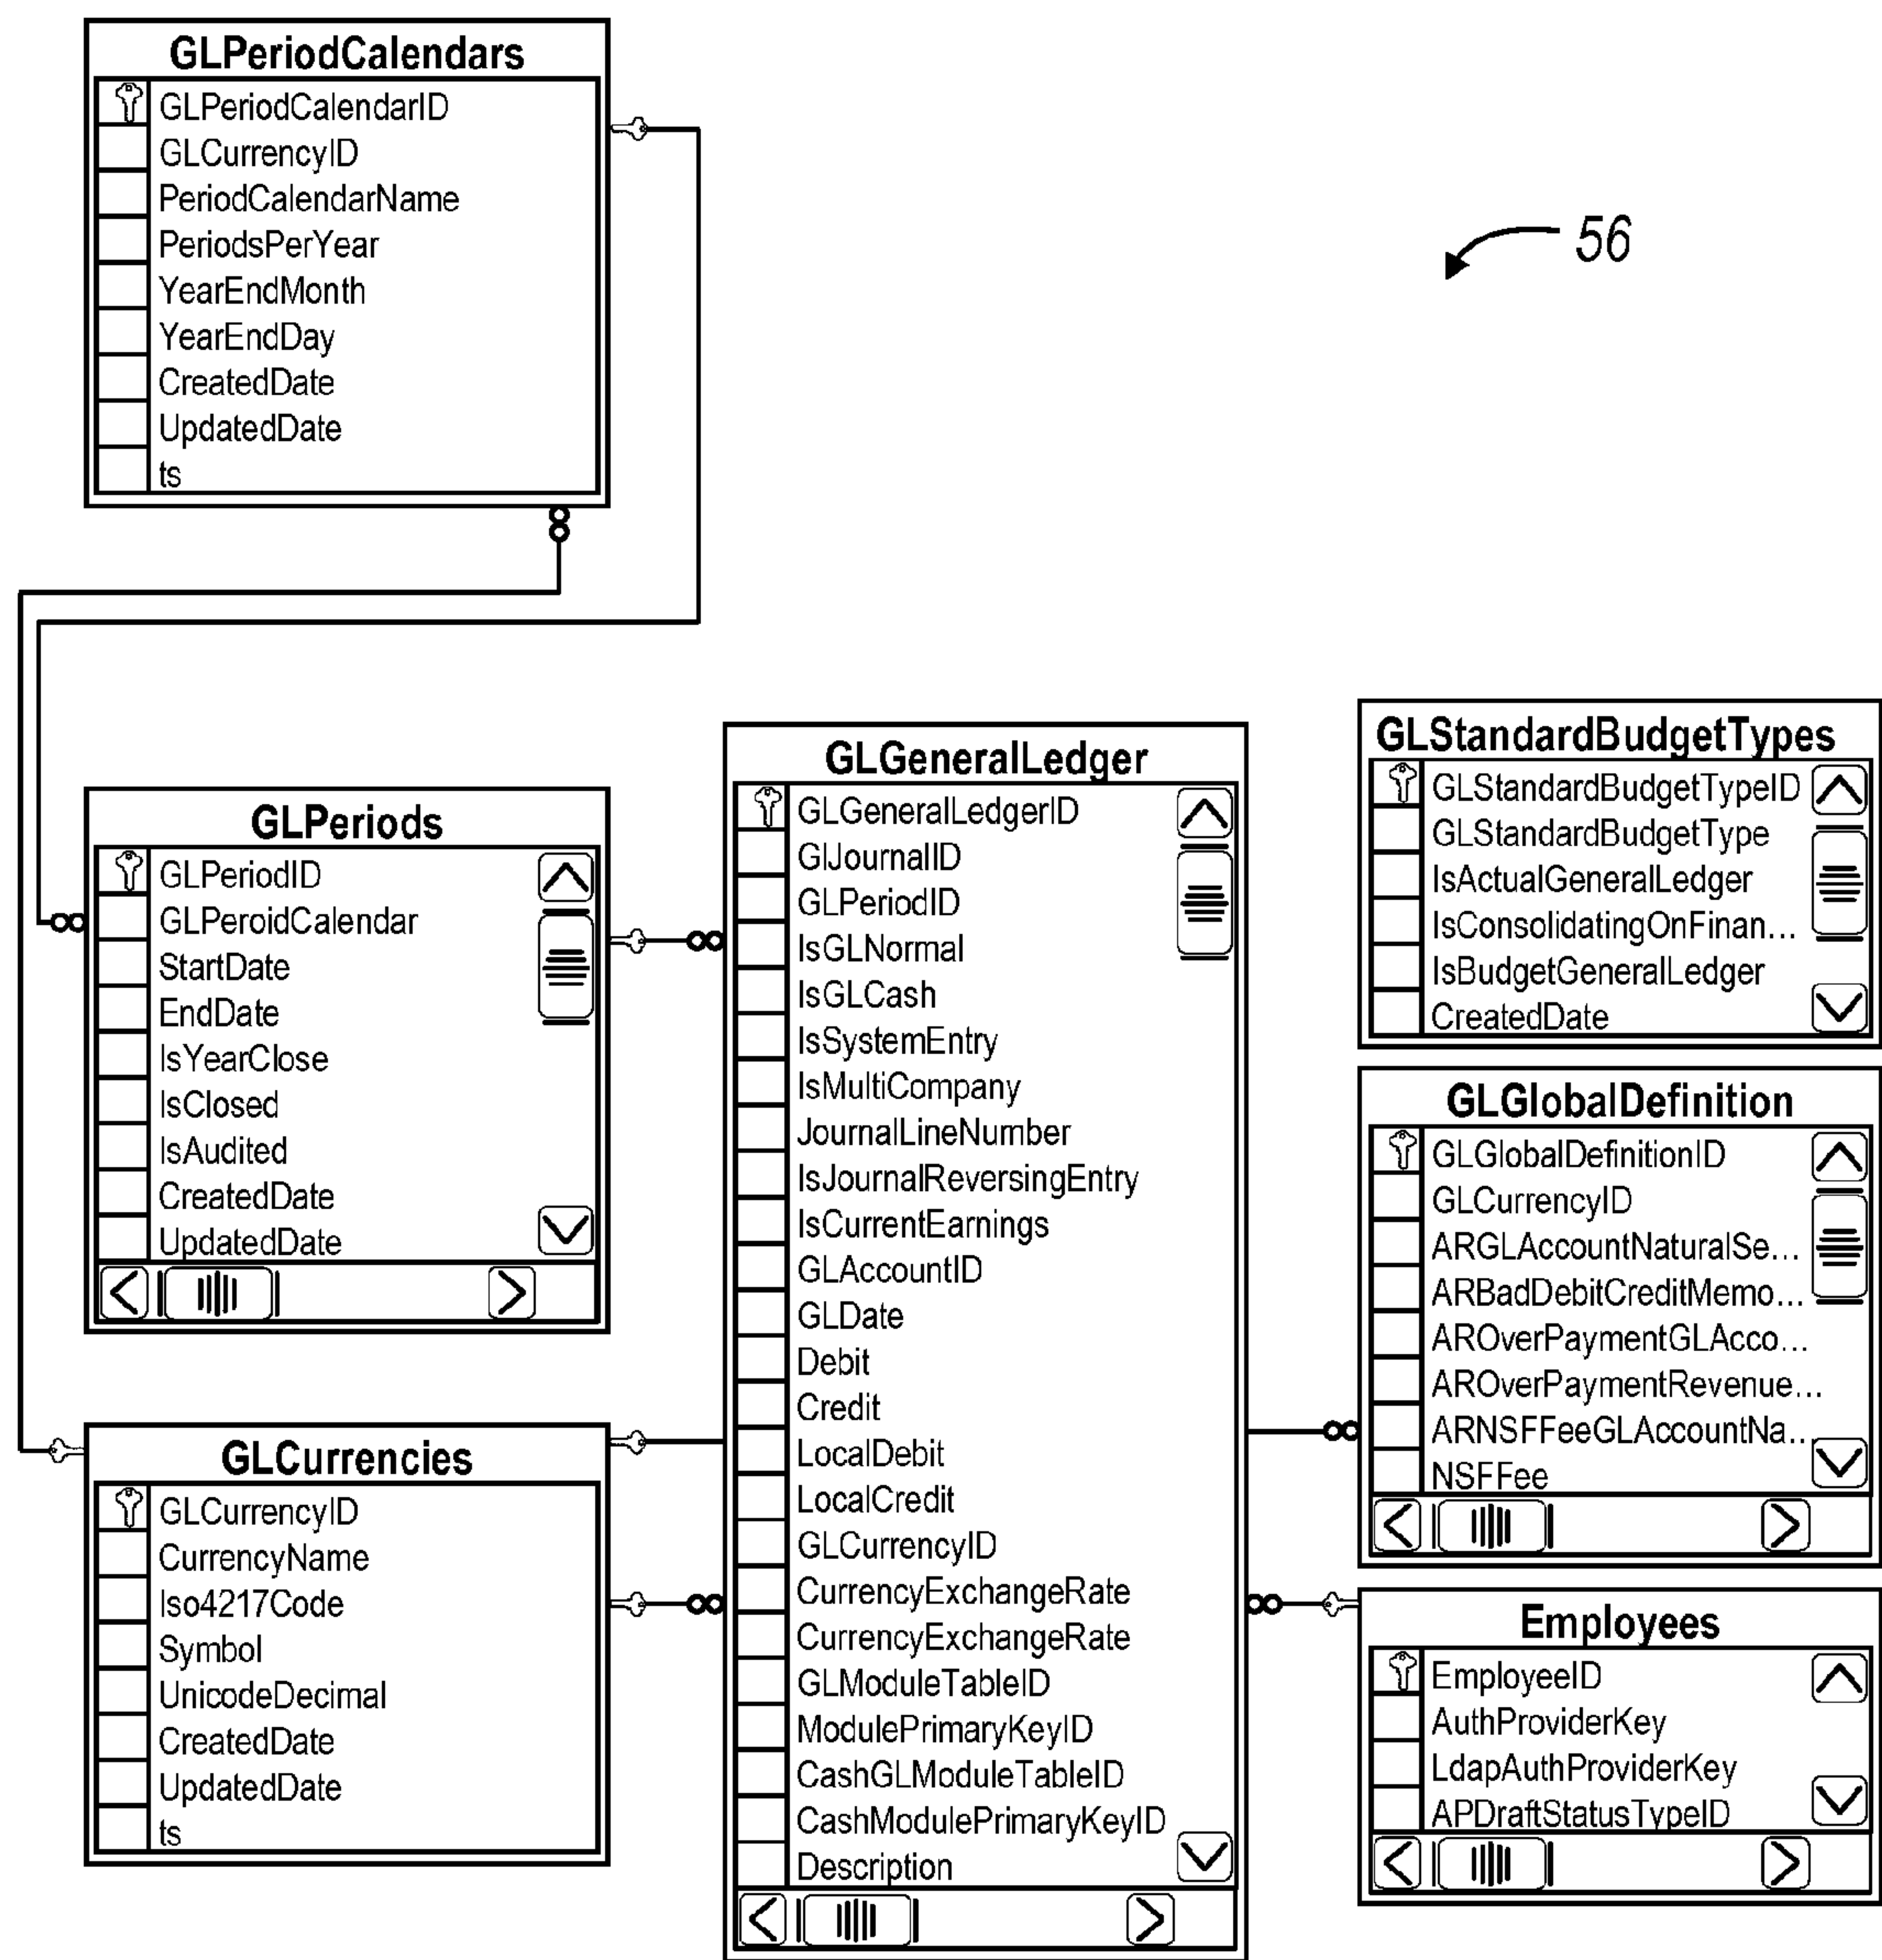 GLPeriodCalendars
GLPeriodCalendarID
GLCurrencyID
PeriodCalendarName
PeriodsPerYear
YearEndMonth
YearEndDay
CreatedDate
UpdatedDate
ts
56
GLPeriods
GLPeriodID
GLPeroidCalendar
StartDate
EndDate
IsYearClose
IsClosed
IsAudited
CreatedDate
UpdatedDate
GLCurrencies
GLCurrencyID
CurrencyName
Iso4217Code
Symbol
UnicodeDecimal
CreatedDate
UpdatedDate
ts
GLGeneralLedger
GLGeneralLedgerID
GlJournalID
GLPeriodID
IsGLNormal
IsGLCash
IsSystemEntry
IsMultiCompany
JournalLineNumber
IsJournalReversingEntry
IsCurrentEarnings
GLAccountID
GLDate
Debit
Credit
LocalDebit
LocalCredit
GLCurrencyID
CurrencyExchangeRate
CurrencyExchangeRate
GLModuleTableID
ModulePrimaryKeyID
CashGLModuleTableID
CashModulePrimaryKeyID
Description
GLStandardBudgetTypes
GLStandardBudgetTypeID
GLStandardBudgetType
IsActualGeneralLedger
IsConsolidatingOnFinan...
IsBudgetGeneralLedger
CreatedDate
GLGlobalDefinition
GLGlobalDefinitionID
GLCurrencyID
ARGLAccountNaturalSe...
ARBadDebitCreditMemo...
AROverPaymentGLAcco...
AROverPaymentRevenue...
ARNSFFeeGLAccountNa...
NSFFee
Employees
EmployeeID
AuthProviderKey
LdapAuthProviderKey
APDraftStatusTypeID